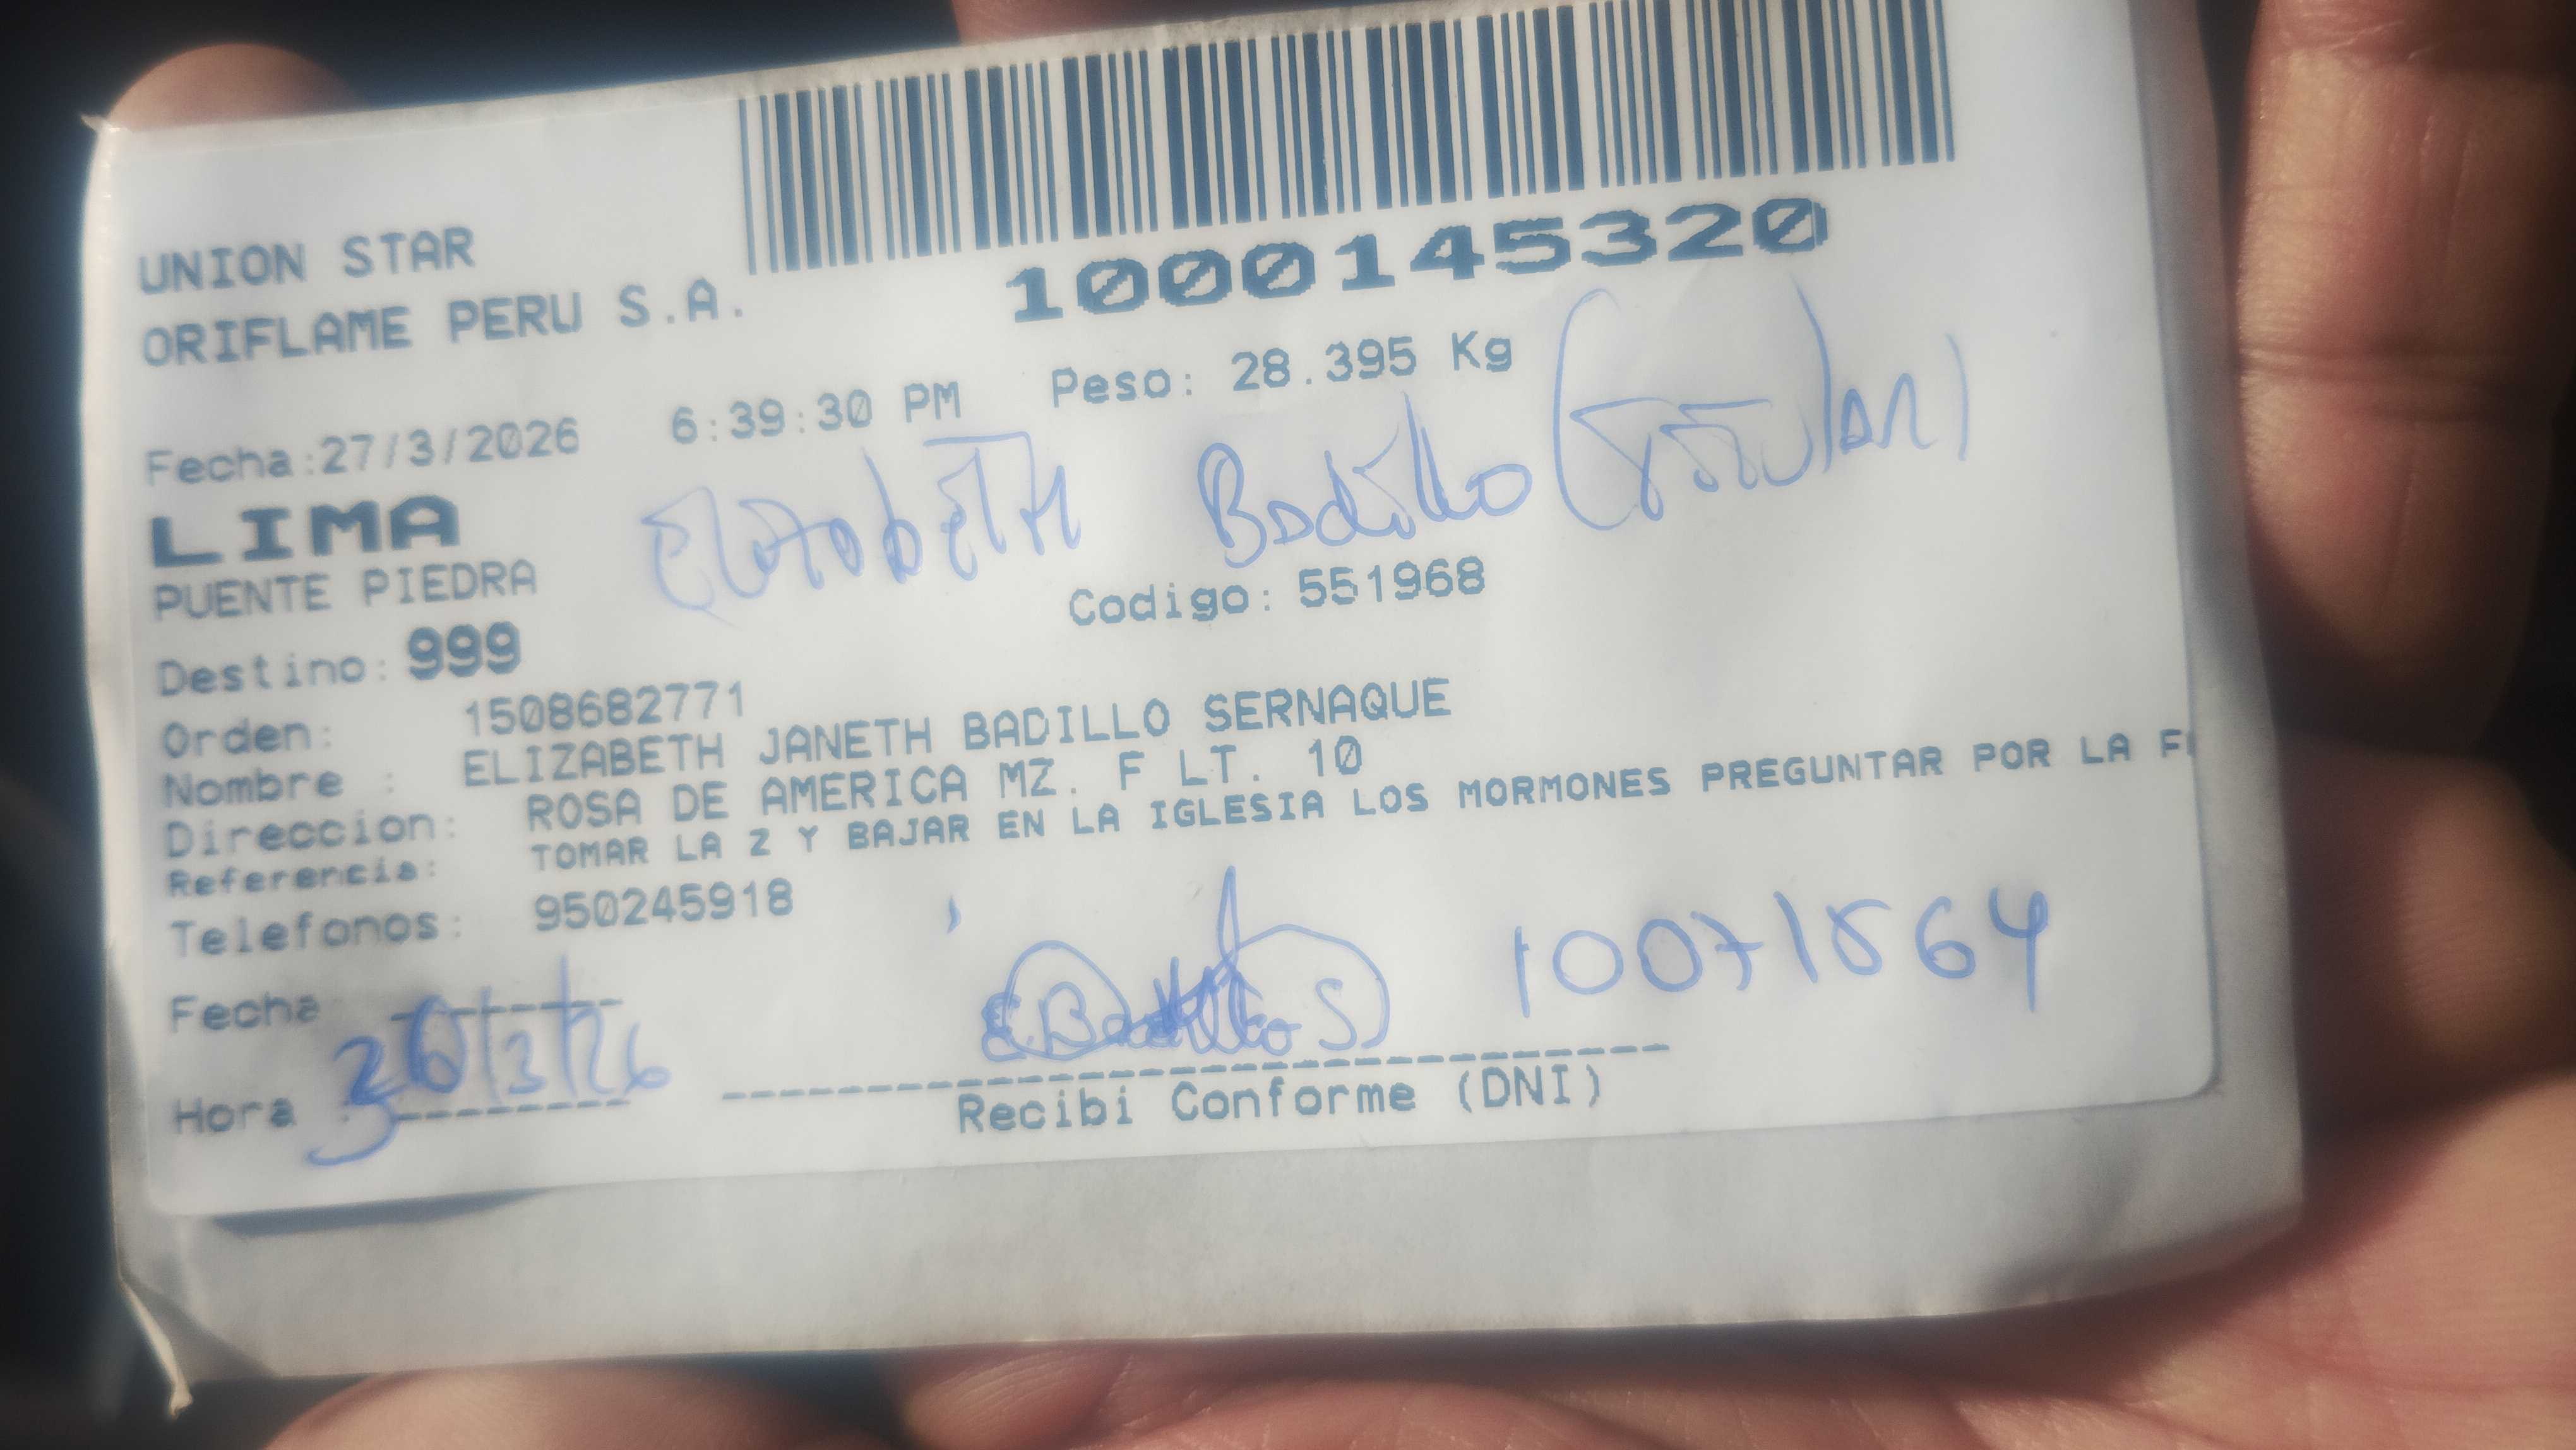 1000145320
UNION STAR
ORIFLAME PERU S.A.
Fecha:27/3/2026 6:39:30 PM Peso: 28.395 Kg
Elizabeth Badillo (Titular)
LIMA
PUENTE PIEDRA
Codigo: 551968
Destino: 999
Orden: 1508682771
Nombre : ELIZABETH JANETH BADILLO SERNAQUE
Direccion: ROSA DE AMERICA MZ. F LT. 10
Referencia: TOMAR LA Z Y BAJAR EN LA IGLESIA LOS MORMONES PREGUNTAR POR LA
Telefonos: 950245918
Fecha
E Badillo S
Hora :
Recibi Conforme (DNI)